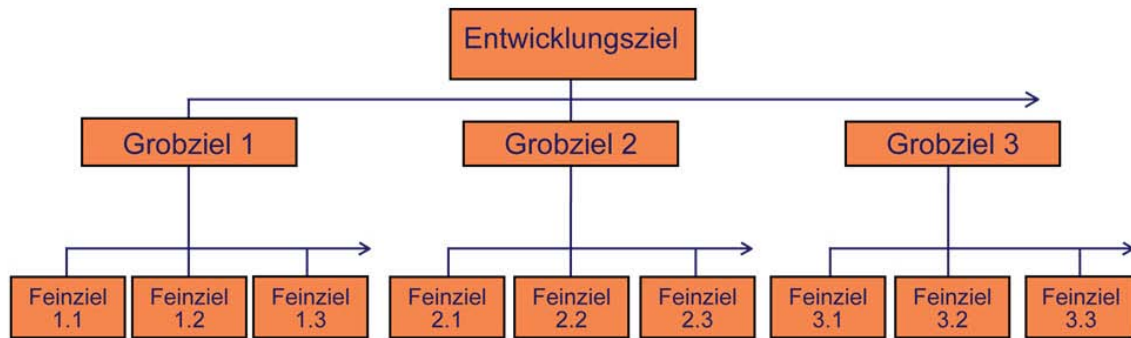 Entwicklungsziel
Grobziel 1
Grobziel 2
Grobziel 3
Feinziel
1.1
Feinziel
1.2
Feinziel
1.3
Feinziel
2.1
Feinziel
2.2
Feinziel
2.3
Feinziel
3.1
Feinziel
3.2
Feinziel
3.3